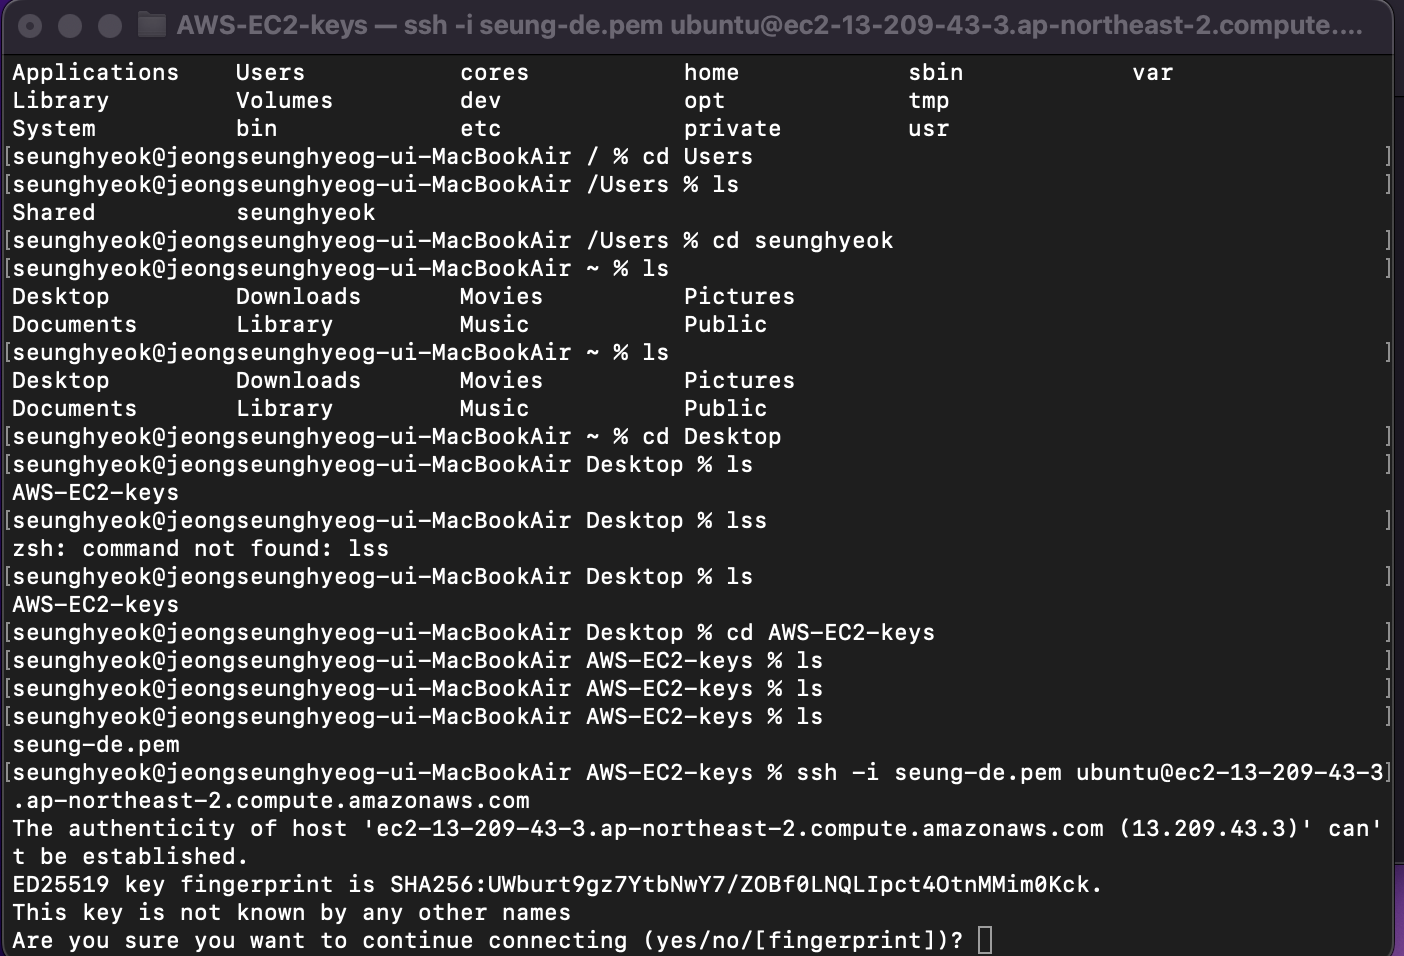 AWS-EC2-keys — ssh -i seung-de.pem ubuntu@ec2-13-209-43-3.ap-northeast-2.compute....
Applications    Users           cores           home            sbin            var
Library         Volumes         dev             opt             tmp
System          bin             etc             private         usr
[seunghyeok@jeongseunghyeog-ui-MacBookAir / % cd Users ]
[seunghyeok@jeongseunghyeog-ui-MacBookAir /Users % ls ]
Shared          seunghyeok
[seunghyeok@jeongseunghyeog-ui-MacBookAir /Users % cd seunghyeok ]
[seunghyeok@jeongseunghyeog-ui-MacBookAir ~ % ls ]
Desktop         Downloads       Movies          Pictures
Documents       Library         Music           Public
[seunghyeok@jeongseunghyeog-ui-MacBookAir ~ % ls ]
Desktop         Downloads       Movies          Pictures
Documents       Library         Music           Public
[seunghyeok@jeongseunghyeog-ui-MacBookAir ~ % cd Desktop ]
[seunghyeok@jeongseunghyeog-ui-MacBookAir Desktop % ls ]
AWS-EC2-keys
[seunghyeok@jeongseunghyeog-ui-MacBookAir Desktop % lss ]
zsh: command not found: lss
[seunghyeok@jeongseunghyeog-ui-MacBookAir Desktop % ls ]
AWS-EC2-keys
[seunghyeok@jeongseunghyeog-ui-MacBookAir Desktop % cd AWS-EC2-keys ]
[seunghyeok@jeongseunghyeog-ui-MacBookAir AWS-EC2-keys % ls ]
[seunghyeok@jeongseunghyeog-ui-MacBookAir AWS-EC2-keys % ls ]
[seunghyeok@jeongseunghyeog-ui-MacBookAir AWS-EC2-keys % ls ]
seung-de.pem
[seunghyeok@jeongseunghyeog-ui-MacBookAir AWS-EC2-keys % ssh -i seung-de.pem ubuntu@ec2-13-209-43-3]
.ap-northeast-2.compute.amazonaws.com
The authenticity of host 'ec2-13-209-43-3.ap-northeast-2.compute.amazonaws.com (13.209.43.3)' can'
t be established.
ED25519 key fingerprint is SHA256:UWburt9gz7YtbNwY7/ZOBf0LNQLIpct4OtnMMim0Kck.
This key is not known by any other names
Are you sure you want to continue connecting (yes/no/[fingerprint])?